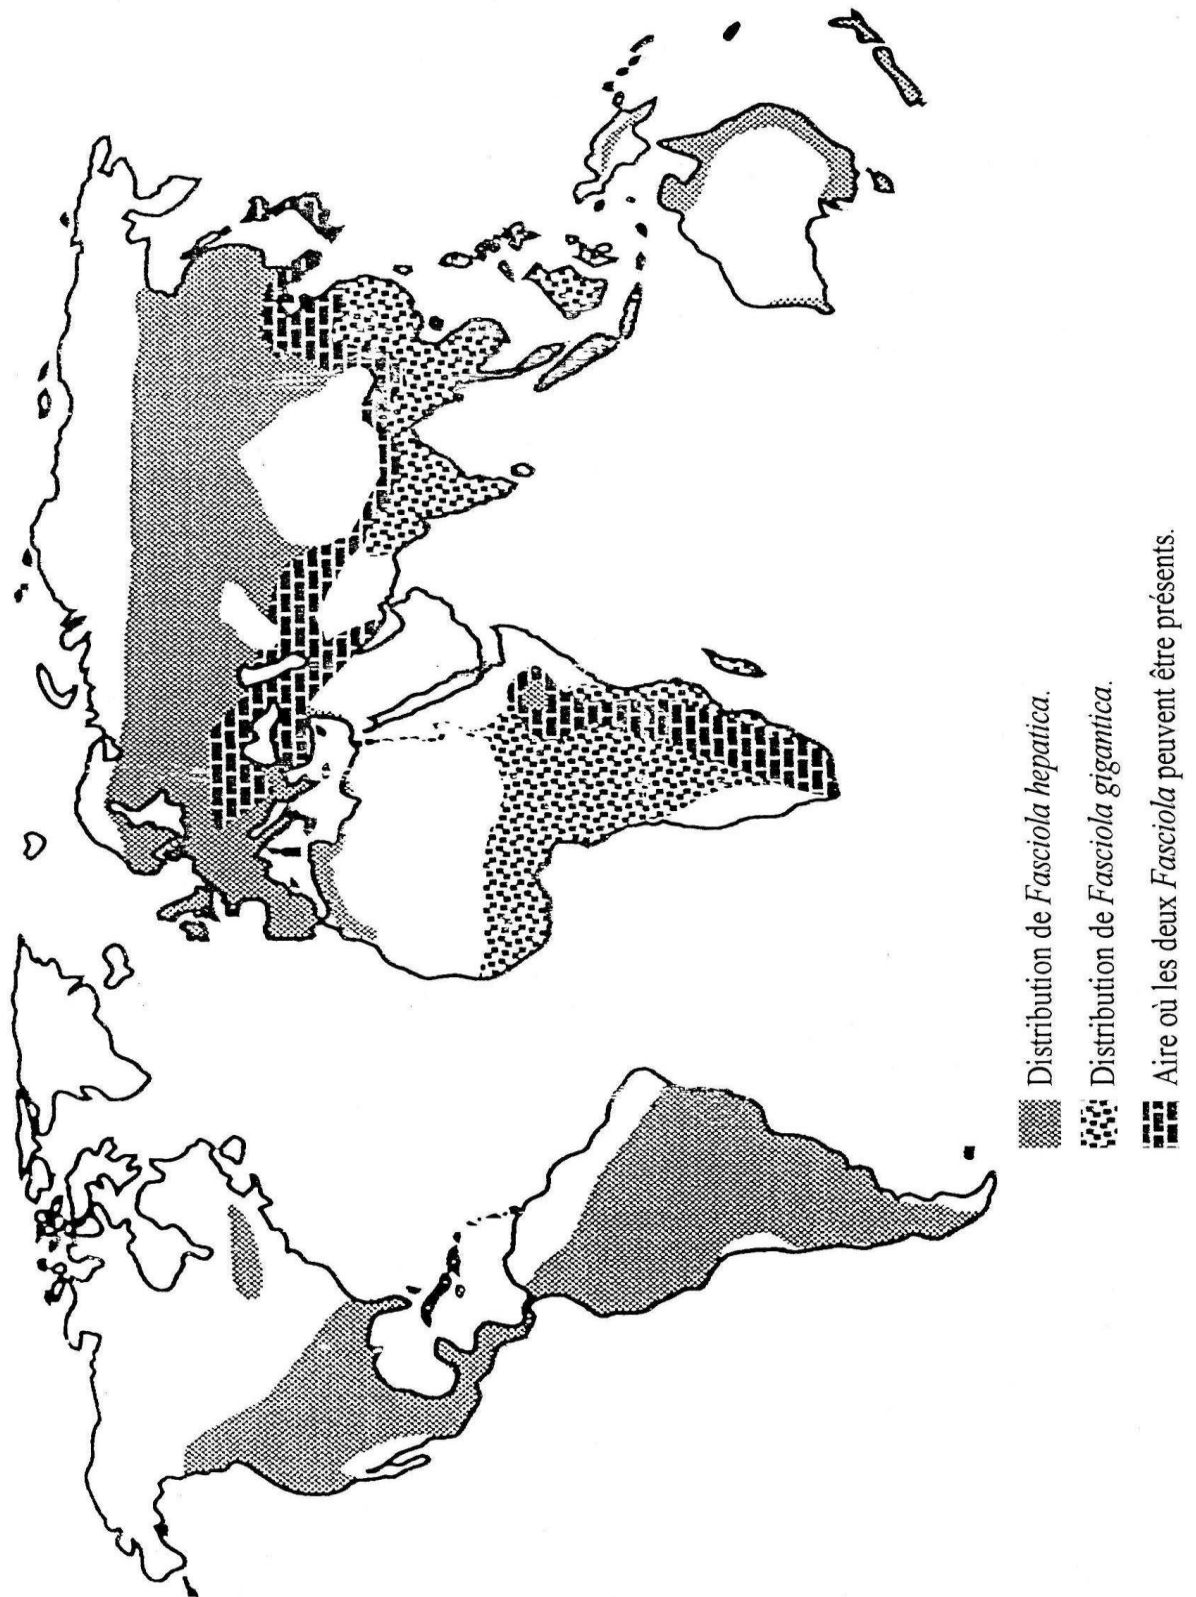 Distribution de Fasciola hepatica.
Distribution de Fasciola gigantica.
Aire où les deux Fasciola peuvent être présents.